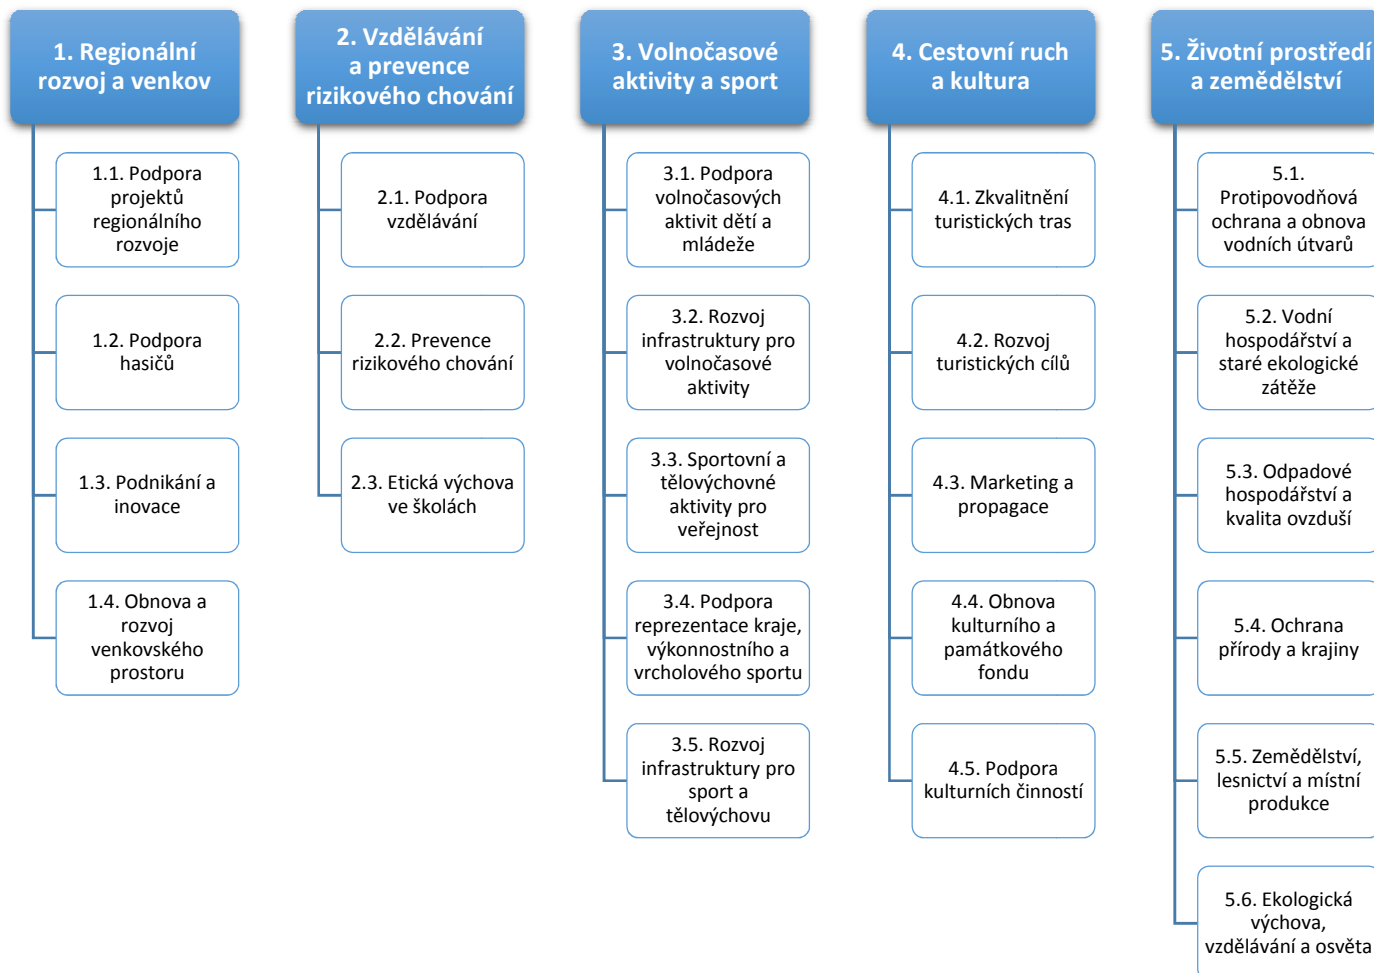 1. Regionální
rozvoj a venkov
1.1. Podpora
projektů
regionálního
rozvoje
1.2. Podpora
hasičů
1.3. Podnikání a
inovace
1.4. Obnova a
rozvoj
venkovského
prostoru
2. Vzdělávání
a prevence
rizikového chování
2.1. Podpora
vzdělávání
2.2. Prevence
rizikového chování
2.3. Etická výchova
ve školách
3. Volnočasové
aktivity a sport
3.1. Podpora
volnočasových
aktivit dětí a
mládeže
3.2. Rozvoj
infrastruktury pro
volnočasové
aktivity
3.3. Sportovní a
tělovýchovné
aktivity pro
veřejnost
3.4. Podpora
reprezentace kraje,
výkonnostního a
vrcholového sportu
3.5. Rozvoj
infrastruktury pro
sport a
tělovýchovu
4. Cestovní ruch
a kultura
4.1. Zkvalitnění
turistických tras
4.2. Rozvoj
turistických cílů
4.3. Marketing a
propagace
4.4. Obnova
kulturního a
památkového
fondu
4.5. Podpora
kulturních činností
5. Životní prostředí
a zemědělství
5.1.
Protipovodňová
ochrana a obnova
vodních útvarů
5.2. Vodní
hospodářství a
staré ekologické
zátěže
5.3. Odpadové
hospodářství a
kvalita ovzduší
5.4. Ochrana
přírody a krajiny
5.5. Zemědělství,
lesnictví a místní
produkce
5.6. Ekologická
výchova,
vzdělávání a osvěta